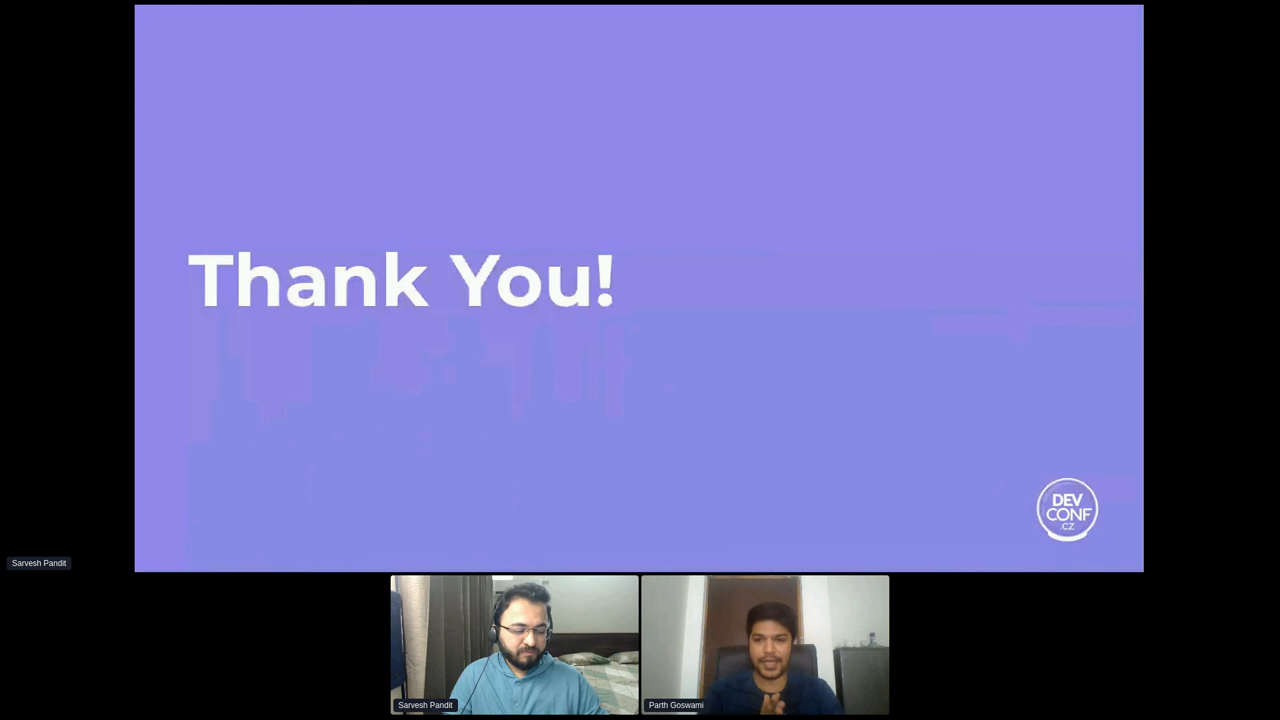 Thank You!
DEV
CONF
.CZ
Sarvesh Pandit
Sarvesh Pandit
Parth Goswami